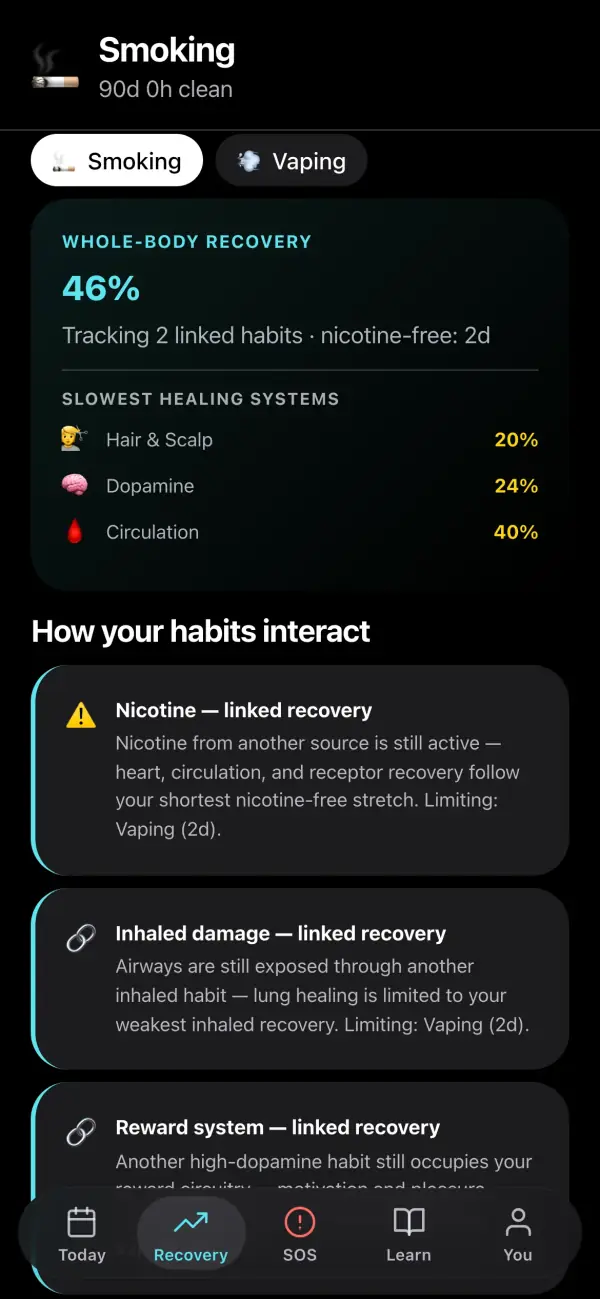 Smoking
90d 0h clean
Smoking
Vaping
WHOLE-BODY RECOVERY
46%
Tracking 2 linked habits · nicotine-free: 2d
SLOWEST HEALING SYSTEMS
Hair & Scalp 20%
Dopamine 24%
Circulation 40%
How your habits interact
Nicotine — linked recovery
Nicotine from another source is still active —
heart, circulation, and receptor recovery follow
your shortest nicotine-free stretch. Limiting:
Vaping (2d).
Inhaled damage — linked recovery
Airways are still exposed through another
inhaled habit — lung healing is limited to your
weakest inhaled recovery. Limiting: Vaping (2d).
Reward system — linked recovery
Another high-dopamine habit still occupies your
reward circuitry — motivation and pleasure
Today
Recovery
SOS
Learn
You